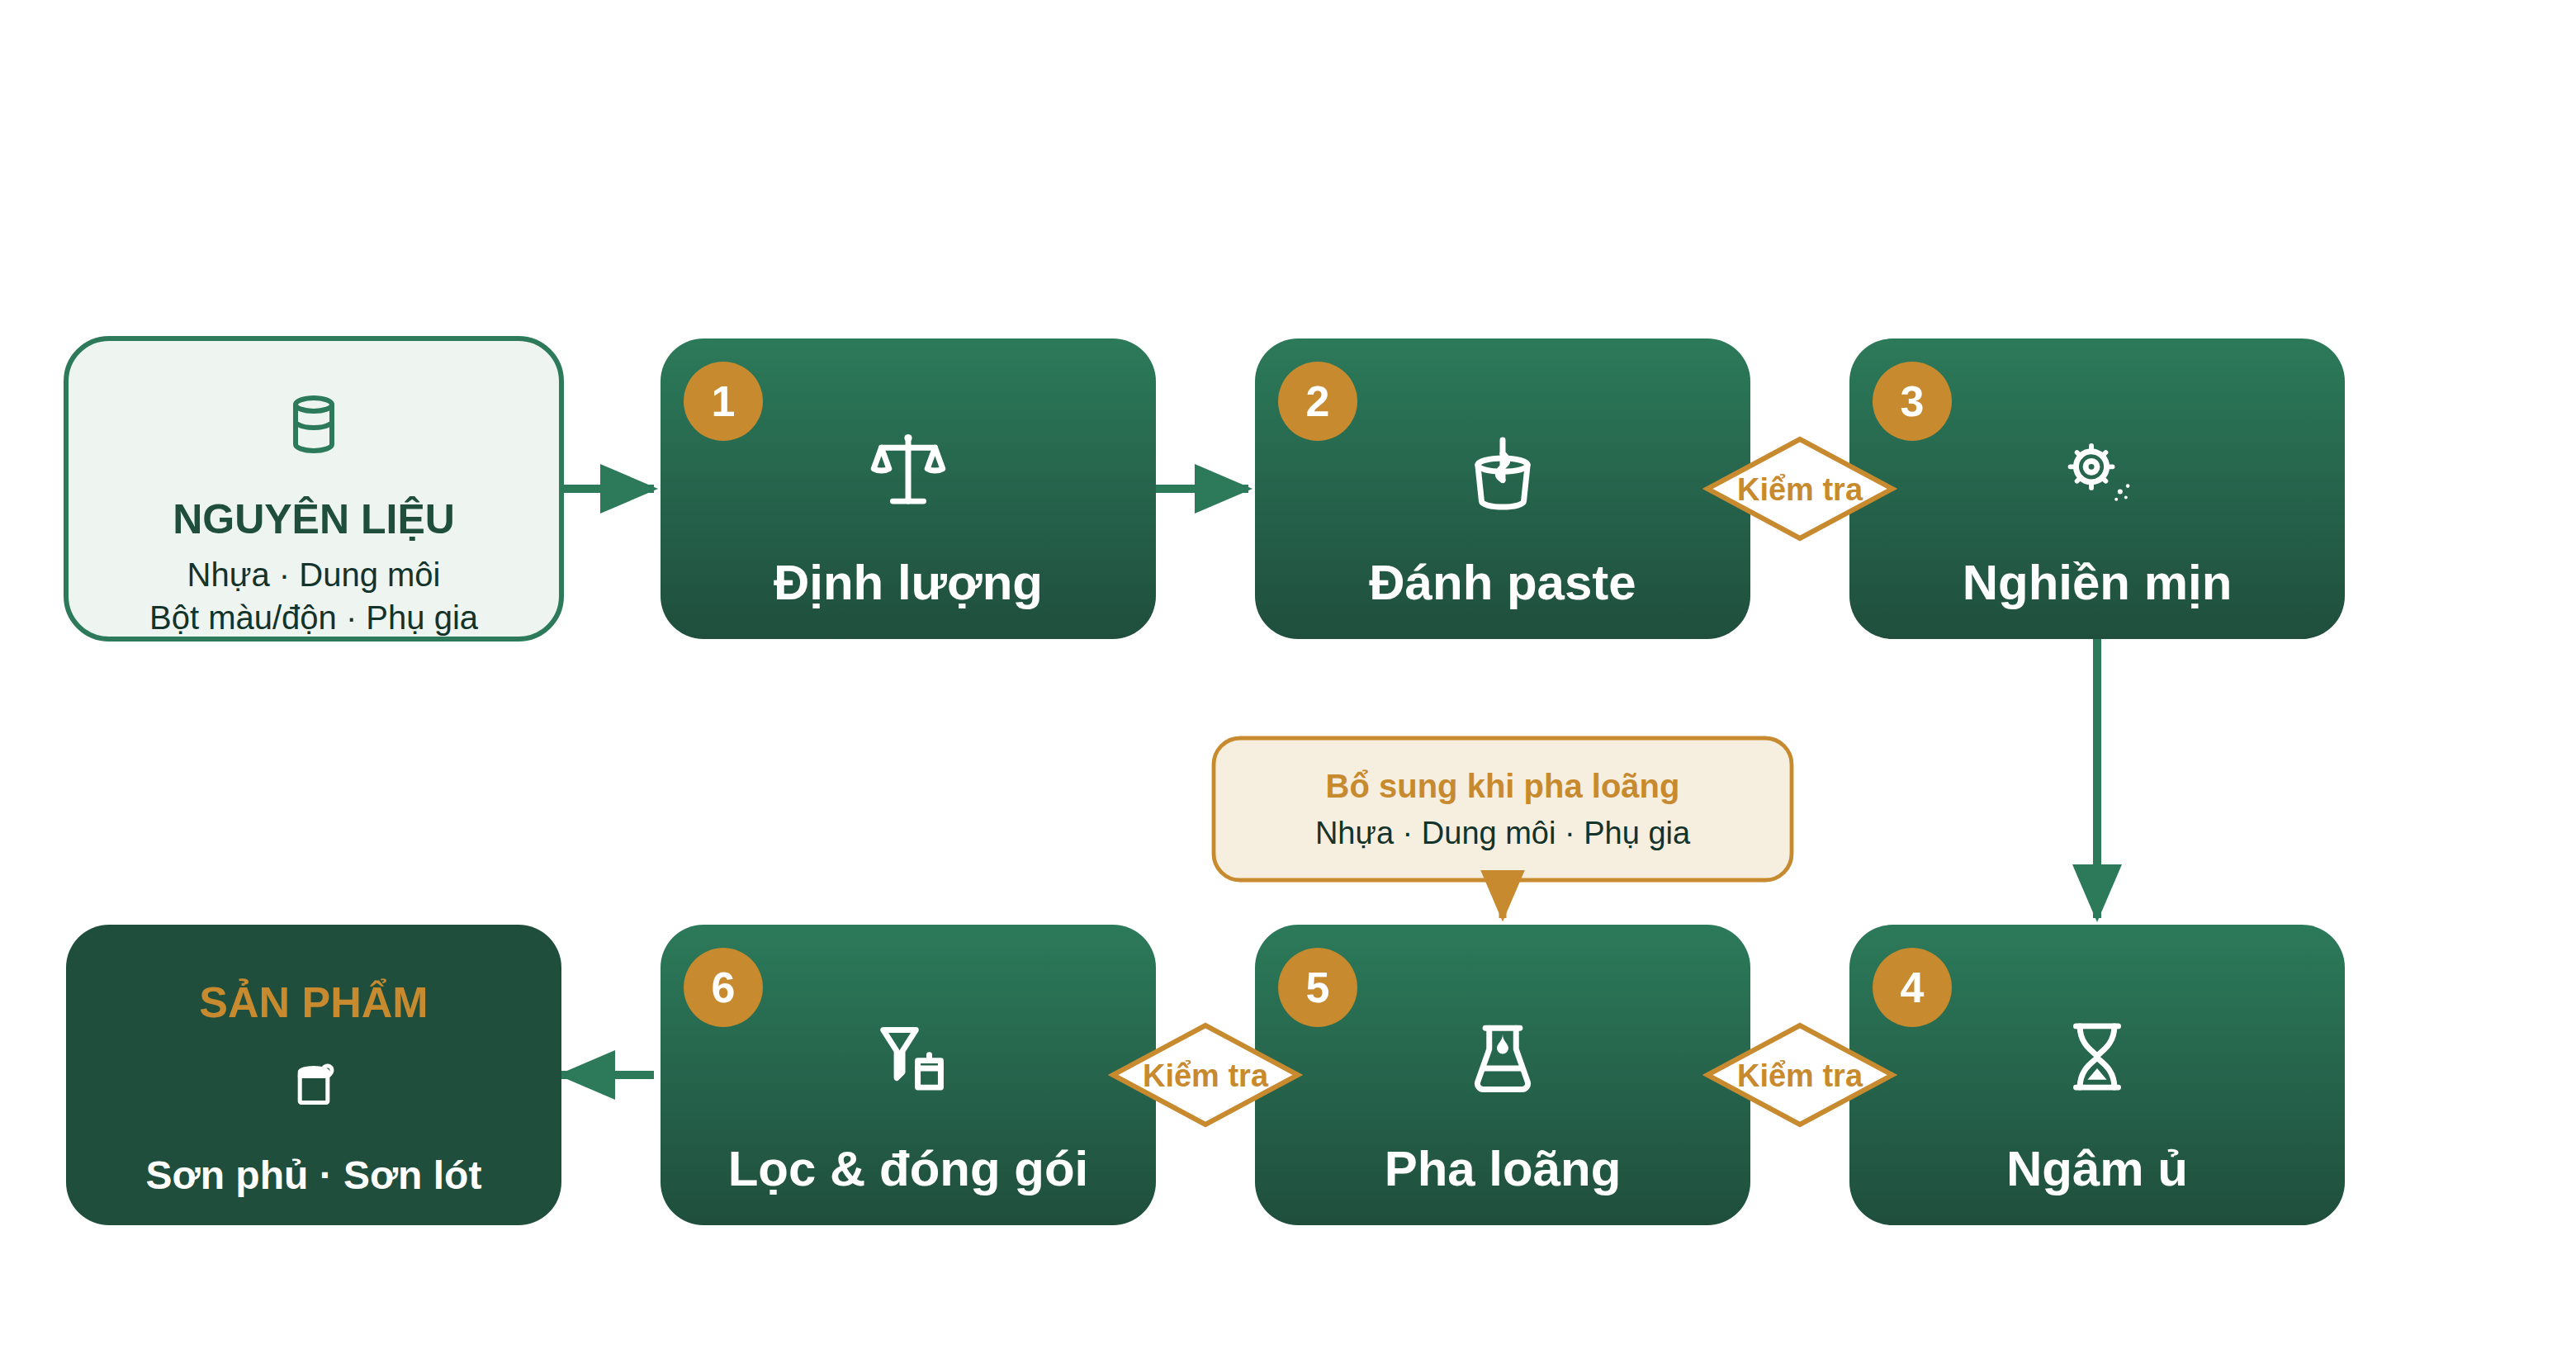 NGUYÊN LIỆU
Nhựa · Dung môi
Bột màu/độn · Phụ gia
1
Định lượng
2
Đánh paste
Kiểm tra
3
Nghiền mịn
Bổ sung khi pha loãng
Nhựa · Dung môi · Phụ gia
4
Ngâm ủ
Kiểm tra
5
Pha loãng
Kiểm tra
6
Lọc & đóng gói
SẢN PHẨM
Sơn phủ · Sơn lót